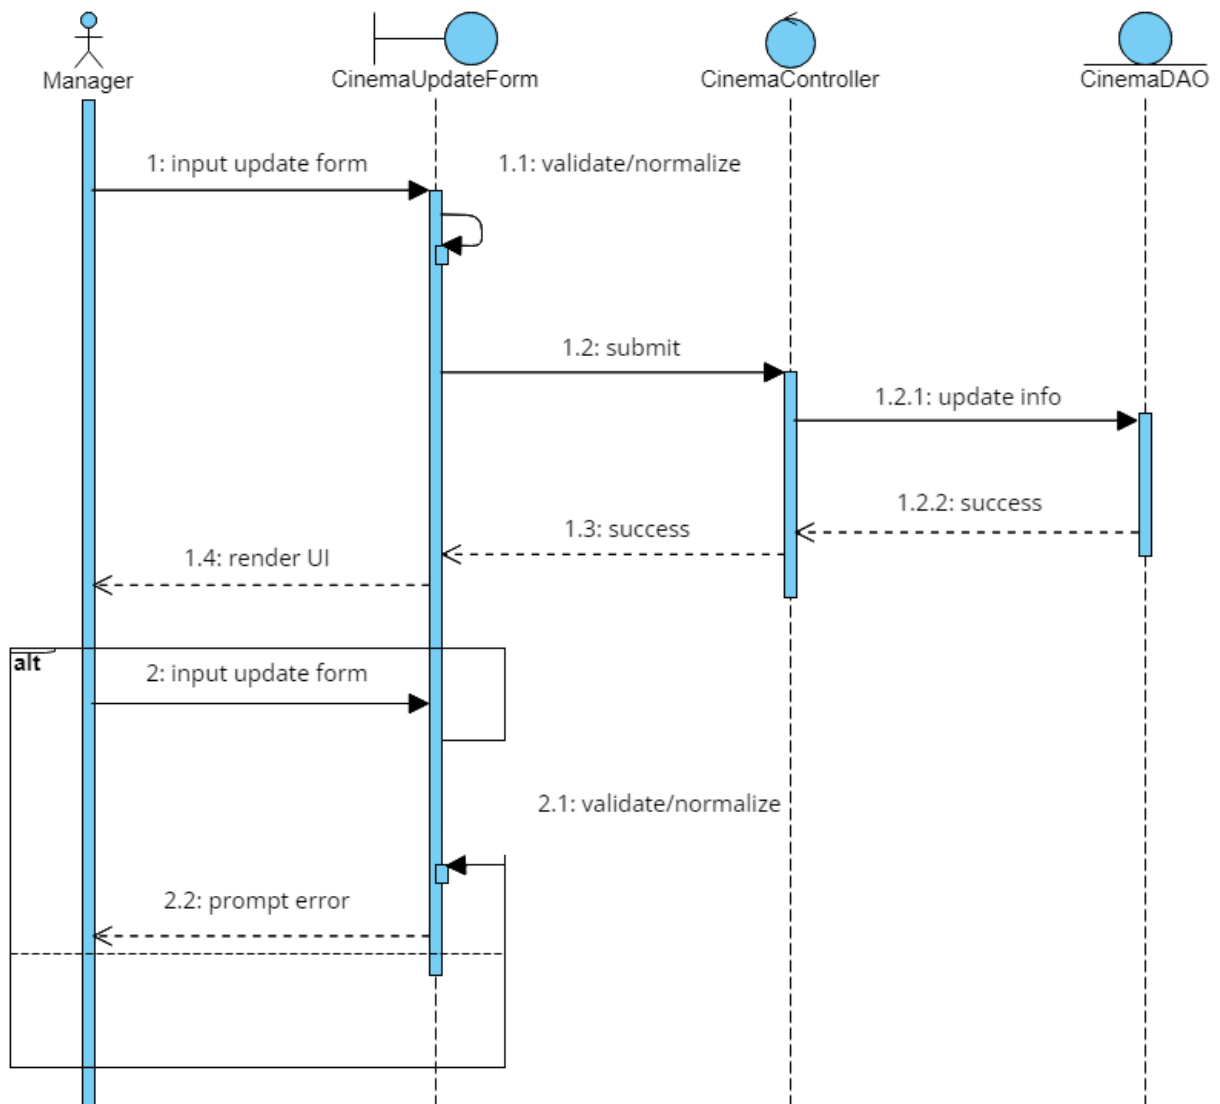 Manager
CinemaUpdateForm
CinemaController
CinemaDAO
1: input update form
1.1: validate/normalize
1.2: submit
1.2.1: update info
1.2.2: success
1.3: success
1.4: render UI
alt
2: input update form
2.1: validate/normalize
2.2: prompt error